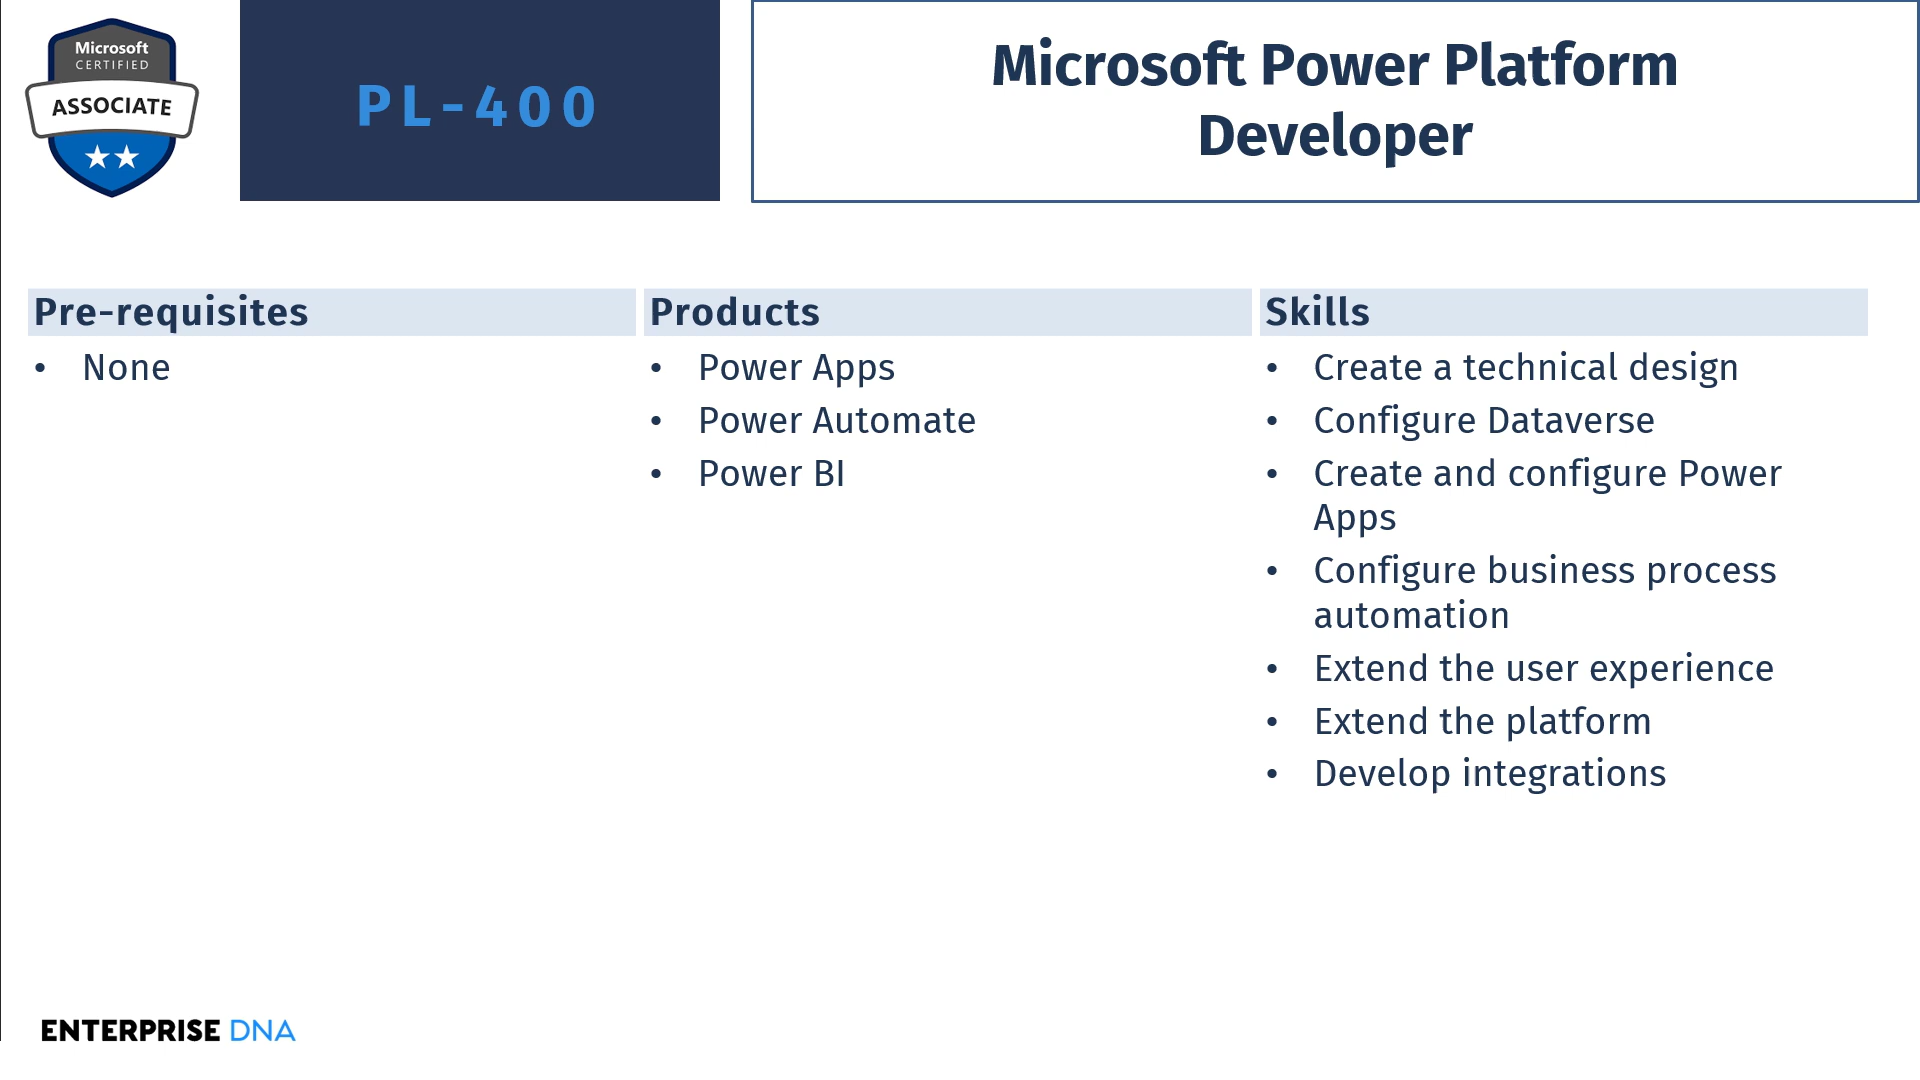 Microsoft
CERTIFIED
ASSOCIATE
PL-400
Microsoft Power Platform
Developer
Pre-requisites
• None
Products
• Power Apps
• Power Automate
• Power BI
Skills
• Create a technical design
• Configure Dataverse
• Create and configure Power
Apps
• Configure business process
automation
• Extend the user experience
• Extend the platform
• Develop integrations
ENTERPRISE DNA